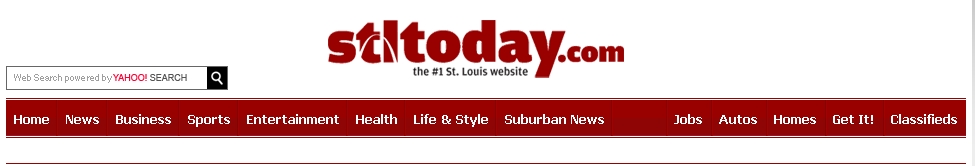 stltoday.com
the #1 St. Louis website
Web Search powered by YAHOO! SEARCH
Home News Business Sports Entertainment Health Life & Style Suburban News Jobs Autos Homes Get It! Classifieds